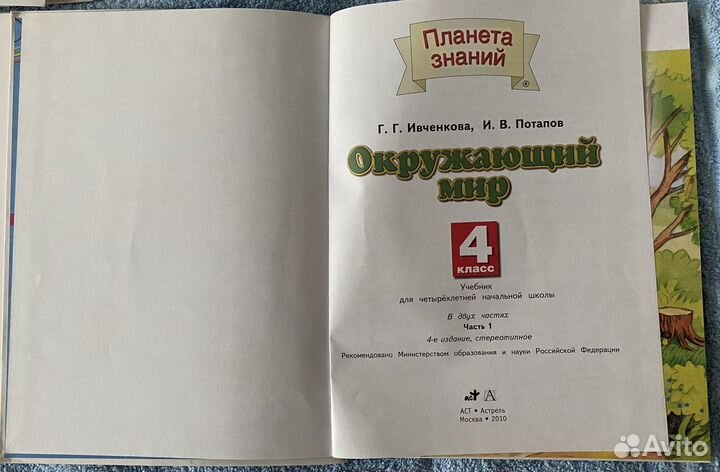 Планета
знаний
®
Г. Г. Ивченкова, И. В. Потапов
Окружающий
мир
4
класс
Учебник
для четырёхлетней начальной школы
В двух частях
Часть 1
4-е издание, стереотипное
Рекомендовано Министерством образования и науки Российской Федерации
аст А
АСТ • Астрель
Москва • 2010
Avito